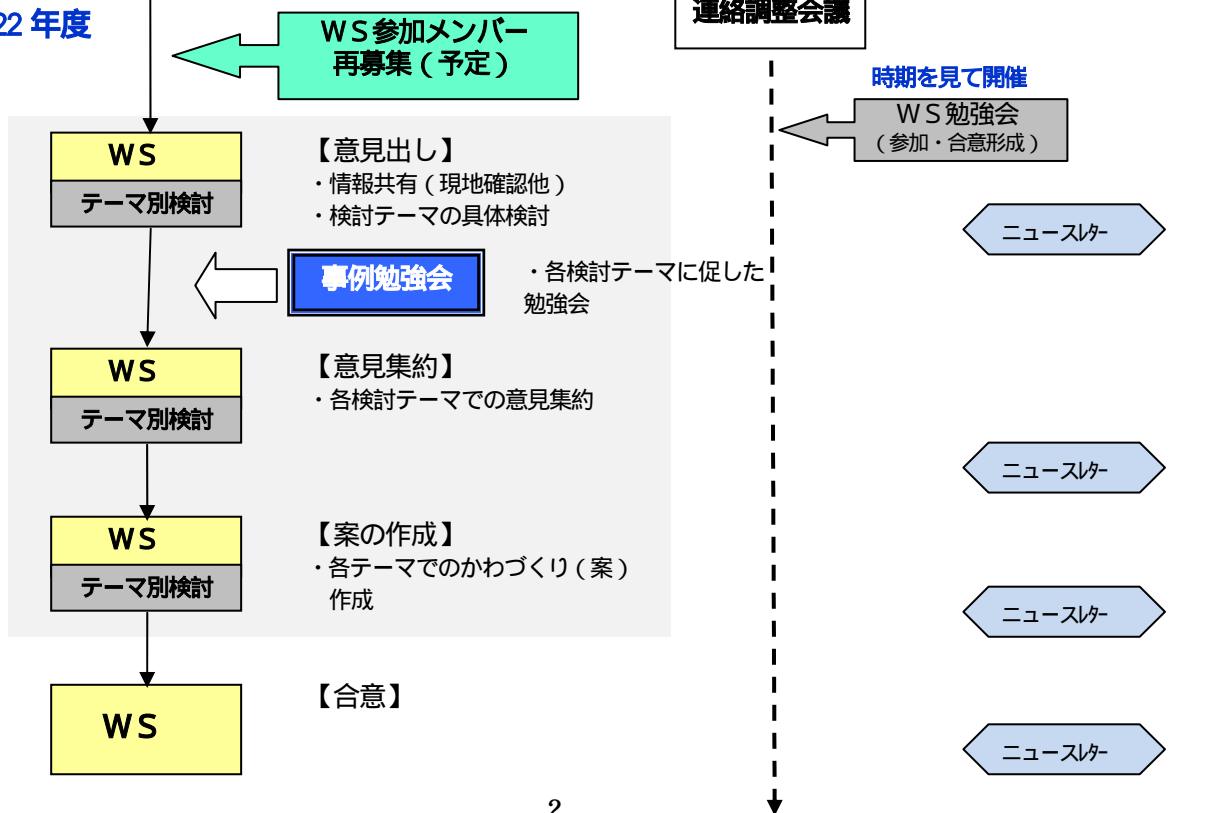 22 年度
ＷＳ参加メンバー
再募集（予定）
連絡調整会議
時期を見て開催
ＷＳ勉強会
（参加・合意形成）
ＷＳ
テーマ別検討
【意見出し】
・情報共有（現地確認他）
・検討テーマの具体検討
ニュースレター
事例勉強会
・各検討テーマに促した
勉強会
ＷＳ
テーマ別検討
【意見集約】
・各検討テーマでの意見集約
ニュースレター
ＷＳ
テーマ別検討
【案の作成】
・各テーマでのかわづくり（案）
作成
ニュースレター
ＷＳ
【合意】
ニュースレター
2